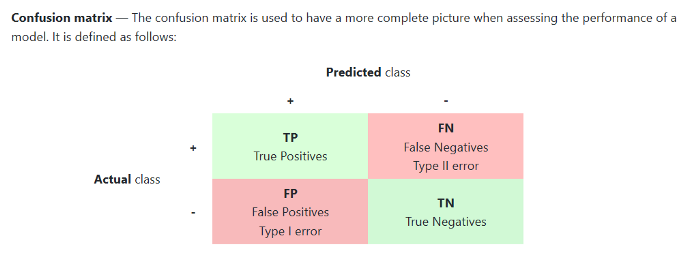 Confusion matrix — The confusion matrix is used to have a more complete picture when assessing the performance of a
model. It is defined as follows:
Predicted class
+ -
+
TP
True Positives
FN
False Negatives
Type II error
Actual class
-
FP
False Positives
Type I error
TN
True Negatives